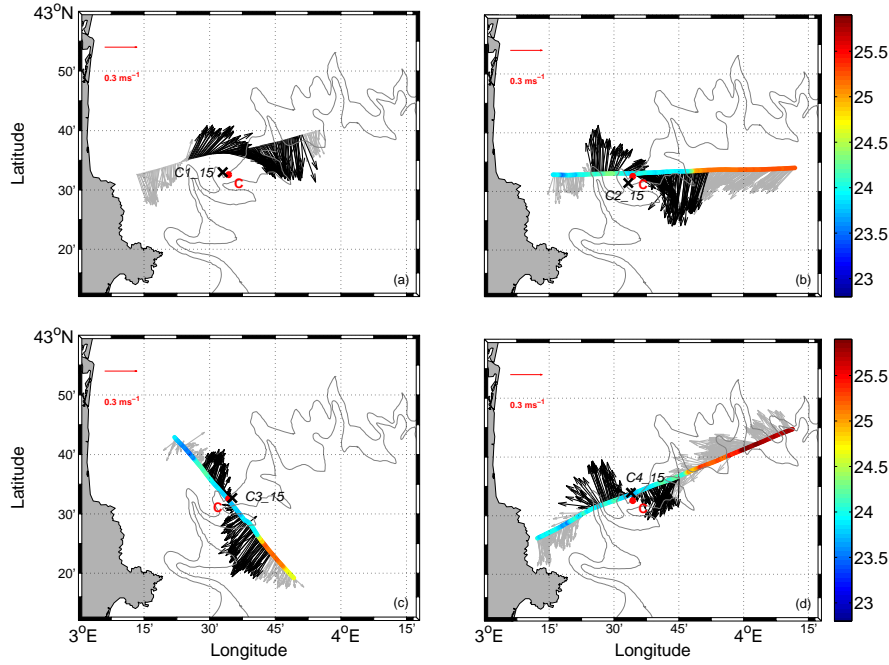 43°N
50'
40'
30'
20'
Latitude
0.3 ms⁻¹
C1_15
C
(a)
Latitude
0.3 ms⁻¹
C2_15
C
(b)
25.5
25
24.5
24
23.5
23
43°N
50'
40'
30'
20'
Latitude
0.3 ms⁻¹
C3_15
C
(c)
3°E
15'
30'
45'
4°E
15'
Longitude
Latitude
0.3 ms⁻¹
C4_15
C
(d)
3°E
15'
30'
45'
4°E
15'
Longitude
25.5
25
24.5
24
23.5
23